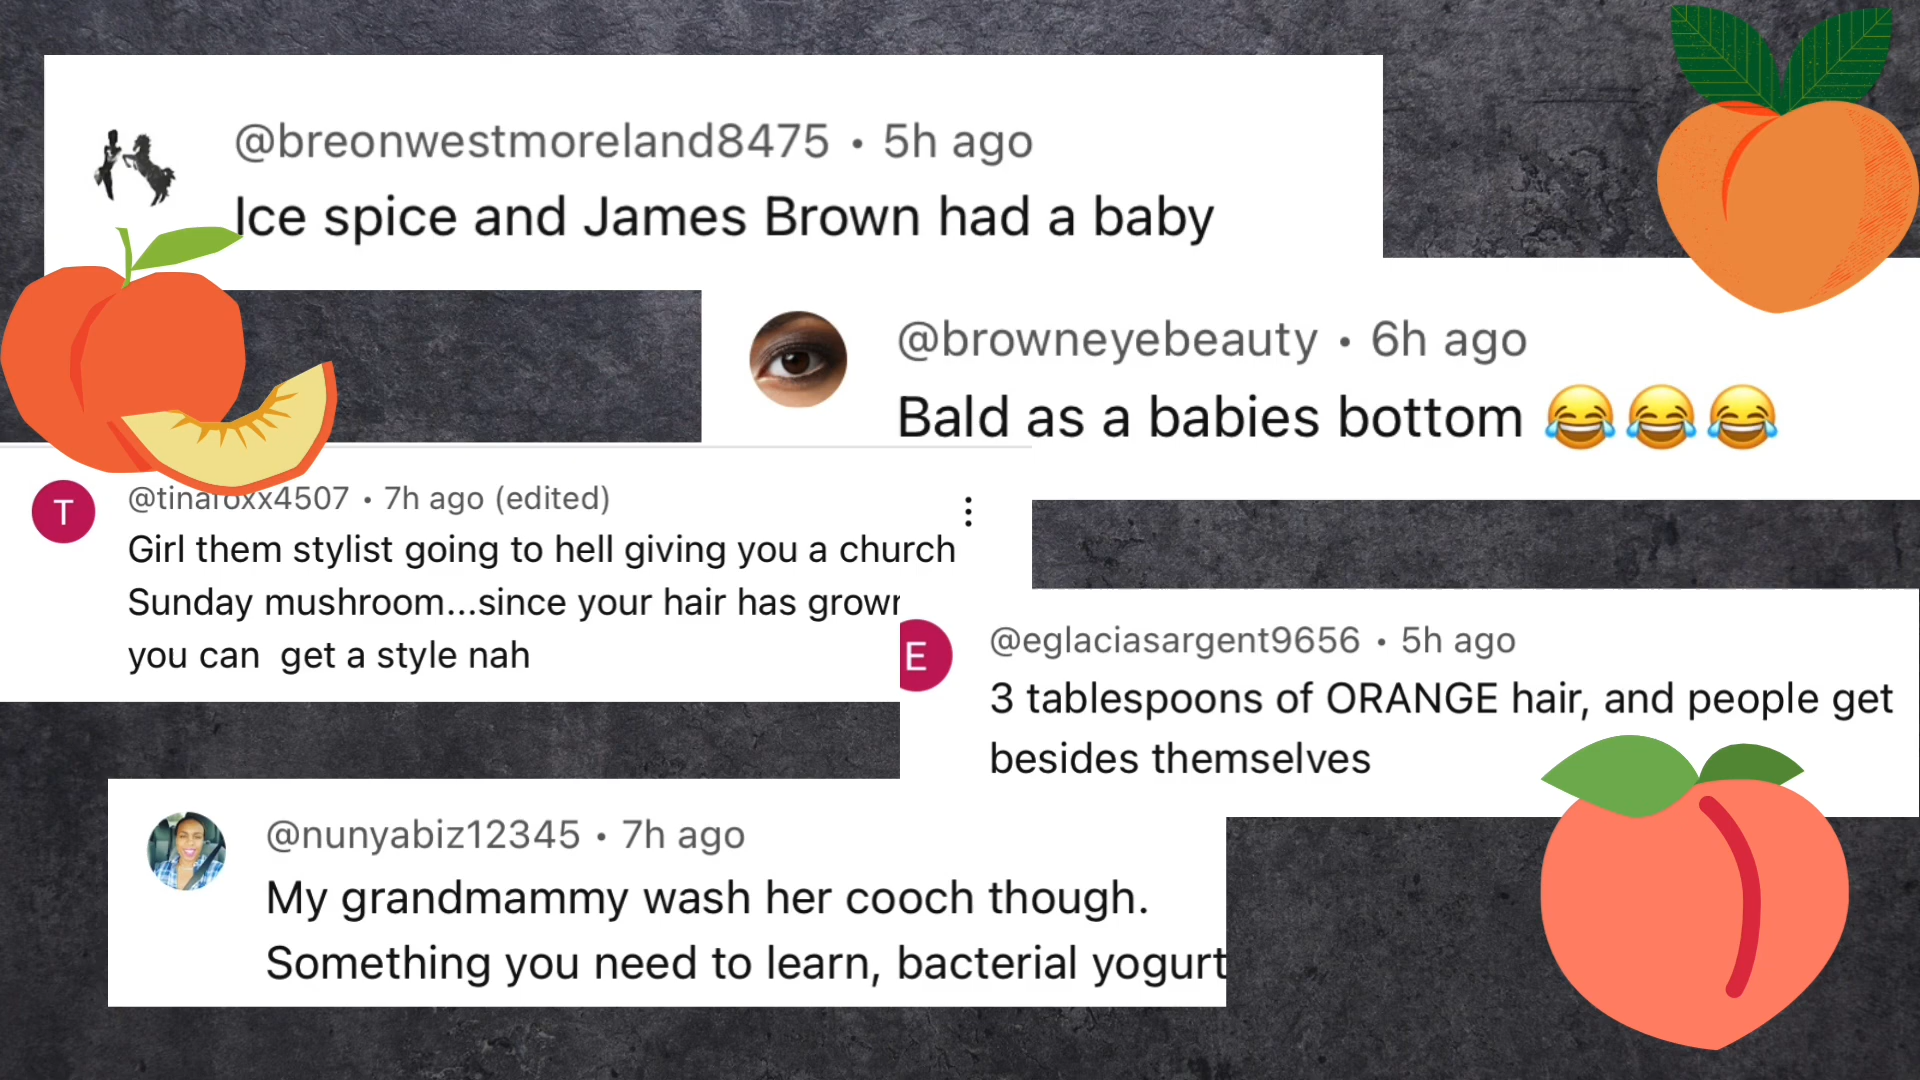 @breonwestmoreland8475 • 5h ago
Ice spice and James Brown had a baby
@browneyebeauty • 6h ago
Bald as a babies bottom 😂😂😂
T
@tinafoxx4507 • 7h ago (edited)
Girl them stylist going to hell giving you a church
Sunday mushroom...since your hair has grown
you can get a style nah
E
@eglaciasargent9656 • 5h ago
3 tablespoons of ORANGE hair, and people get
besides themselves
@nunyabiz12345 • 7h ago
My grandmammy wash her cooch though.
Something you need to learn, bacterial yogurt